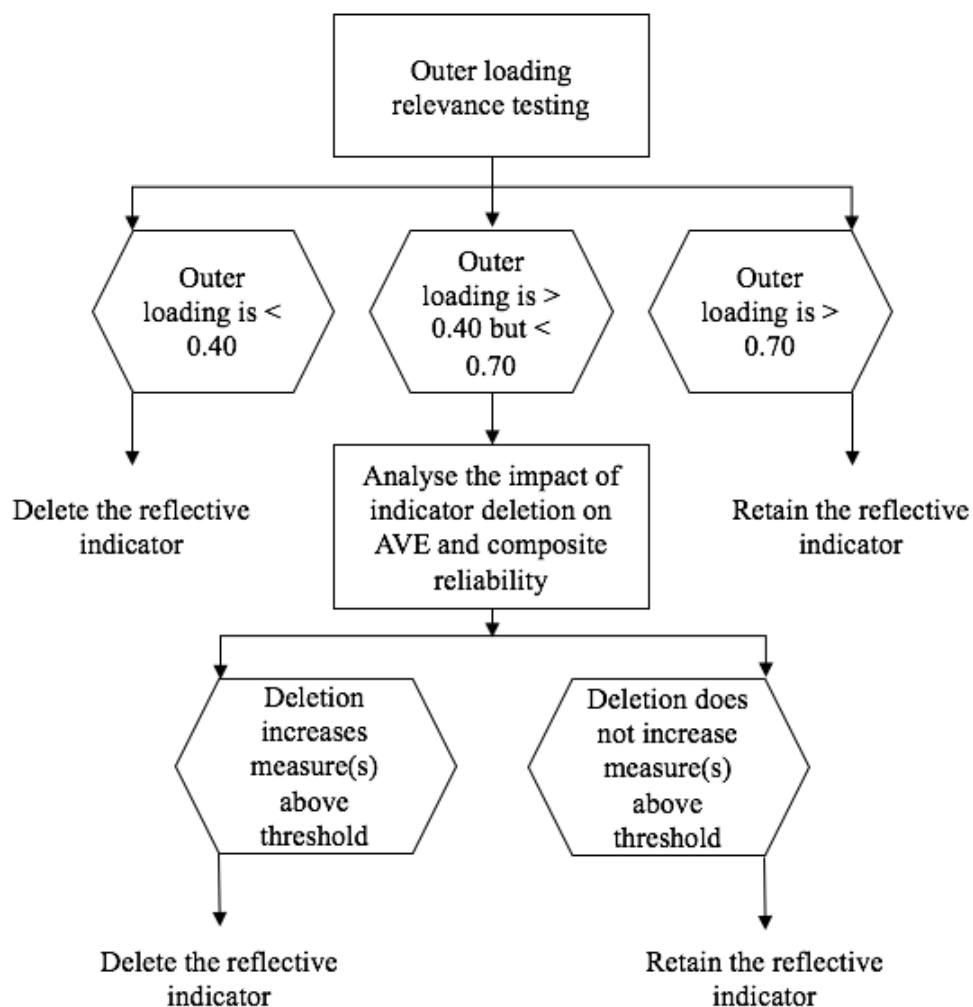 Outer loading
relevance testing
Outer
loading is <
0.40
Outer
loading is >
0.40 but <
0.70
Outer
loading is >
0.70
Delete the reflective
indicator
Analyse the impact of
indicator deletion on
AVE and composite
reliability
Retain the reflective
indicator
Deletion
increases
measure(s)
above
threshold
Deletion does
not increase
measure(s)
above
threshold
Delete the reflective
indicator
Retain the reflective
indicator